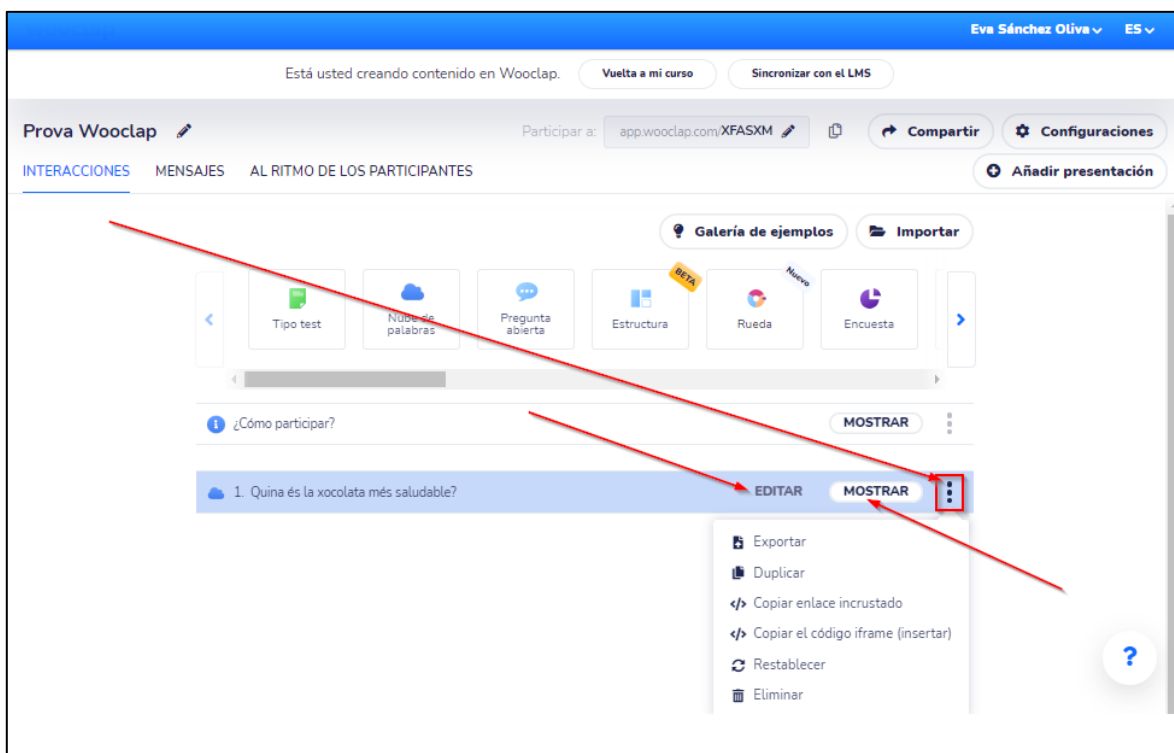 Eva Sánchez Oliva ES
Está usted creando contenido en Wooclap. Vuelta a mi curso Sincronizar con el LMS
Prova Wooclap Participar a: app.wooclap.com/XFASXM Compartir Configuraciones
INTERACCIONES MENSAJES AL RITMO DE LOS PARTICIPANTES Añadir presentación
Galería de ejemplos Importar
BETA Nuevo
Tipo test Nube de palabras Pregunta abierta Estructura Rueda Encuesta
¿Cómo participar? MOSTRAR
1. Quina és la xocolata més saludable? EDITAR MOSTRAR
Exportar
Duplicar
</> Copiar enlace incrustado
</> Copiar el código iframe (insertar)
Restablecer
Eliminar
?